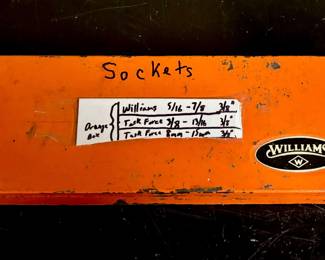 Sockets
Williams 5/16 - 7/8 3/8"
Orange Box
Task Force 3/8 - 13/16 3/8"
Task Force 8mm - 15mm 3/8"
WILLIAMS
W